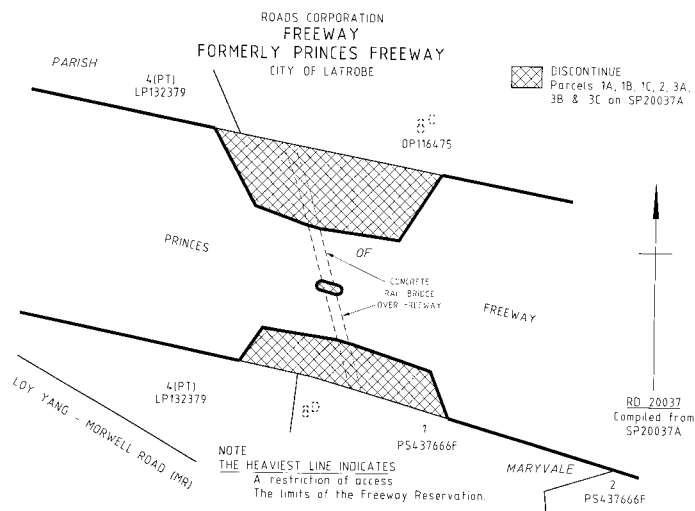 ROADS CORPORATION
FREEWAY
FORMERLY PRINCES FREEWAY
CITY OF LATROBE
PARISH
4(PT)
LP132379
DISCONTINUE
Parcels 1A, 1B, 1C, 2, 3A,
3B & 3C on SP20037A
8C
OP116475
PRINCES
OF
CONCRETE
RAIL BRIDGE
OVER FREEWAY
FREEWAY
4(PT)
LP132379
8D
LOY YANG - MORWELL ROAD (MR)
RD 20037
Compiled from
SP20037A
PS437666F
NOTE
THE HEAVIEST LINE INDICATES
A restriction of access
The limits of the Freeway Reservation.
MARYVALE
2
PS437666F